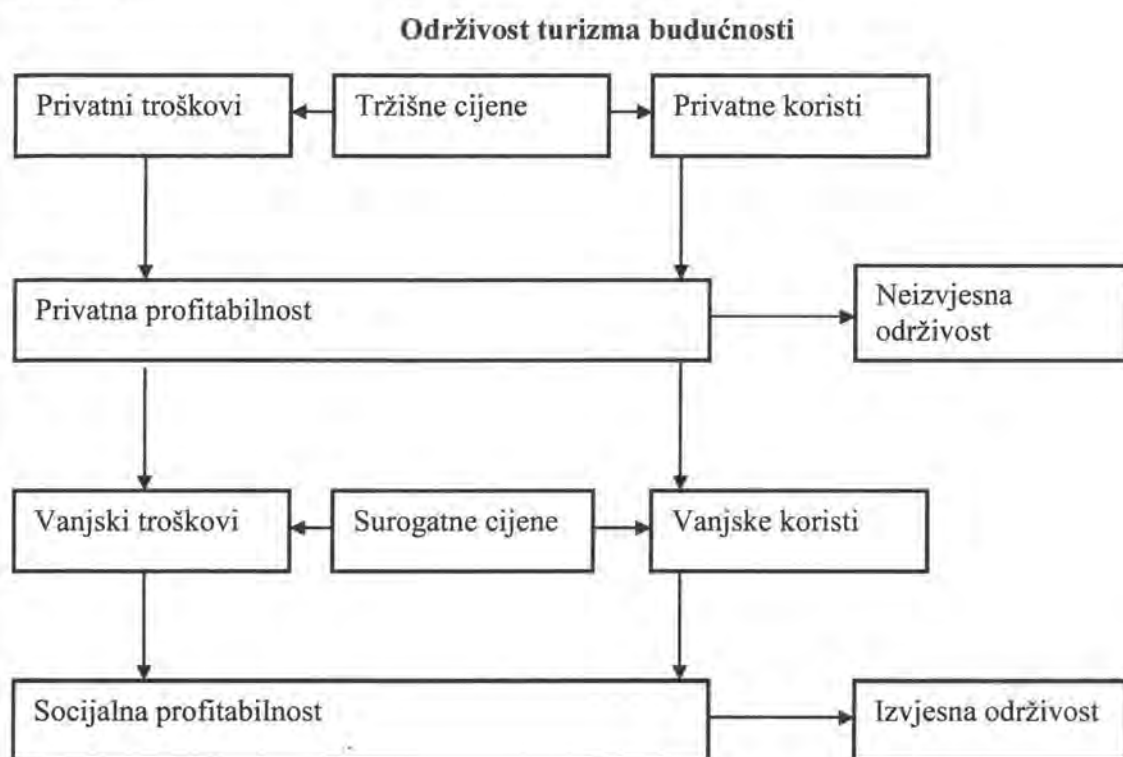 Održivost turizma budućnosti
Privatni troškovi
Tržišne cijene
Privatne koristi
Privatna profitabilnost
Neizvjesna
održivost
Vanjski troškovi
Surogatne cijene
Vanjske koristi
Socijalna profitabilnost
Izvjesna održivost